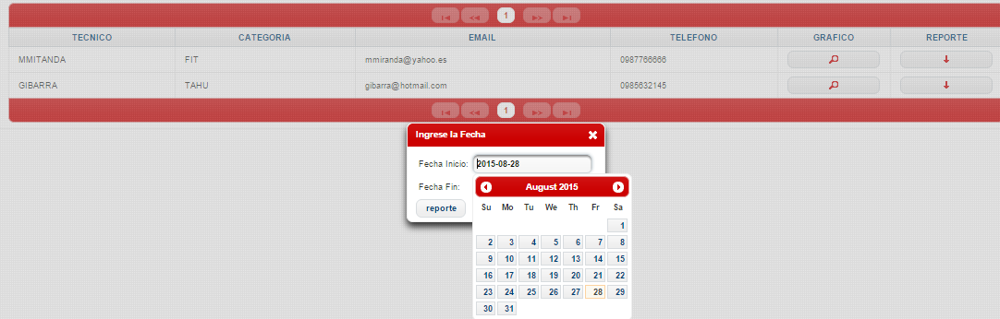 1
TECNICO CATEGORIA EMAIL TELEFONO GRAFICO REPORTE
MMITANDA FIT mmiranda@yahoo.es 0987766666
GIBARRA TAHU gibarra@hotmail.com 0985632145
1
Ingrese la Fecha
Fecha Inicio: 2015-08-28
Fecha Fin:
reporte
August 2015
Su Mo Tu We Th Fr Sa
1
2 3 4 5 6 7 8
9 10 11 12 13 14 15
16 17 18 19 20 21 22
23 24 25 26 27 28 29
30 31